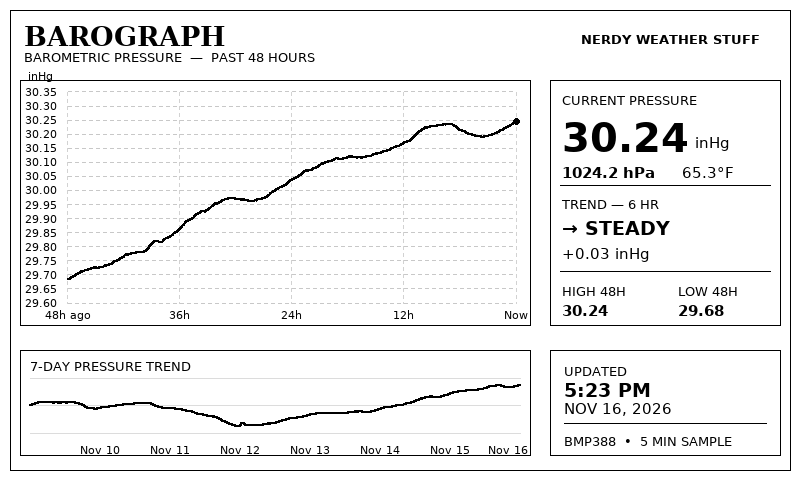 BAROGRAPH
BAROMETRIC PRESSURE — PAST 48 HOURS
NERDY WEATHER STUFF
inHg
30.35
30.30
30.25
30.20
30.15
30.10
30.05
30.00
29.95
29.90
29.85
29.80
29.75
29.70
29.65
29.60
48h ago 36h 24h 12h Now
CURRENT PRESSURE
30.24 inHg
1024.2 hPa 65.3°F
TREND — 6 HR
→ STEADY
+0.03 inHg
HIGH 48H LOW 48H
30.24 29.68
7-DAY PRESSURE TREND
Nov 10 Nov 11 Nov 12 Nov 13 Nov 14 Nov 15 Nov 16
UPDATED
5:23 PM
NOV 16, 2026
BMP388 • 5 MIN SAMPLE